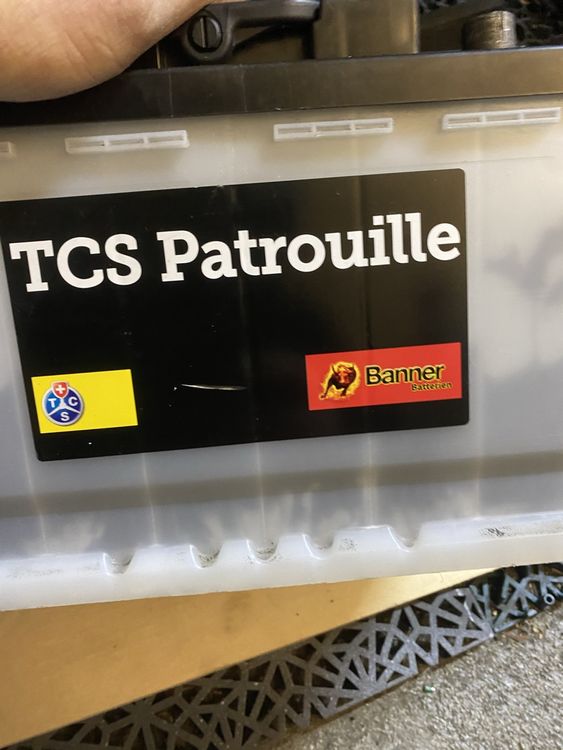 TCS Patrouille
T C S
Banner
Batterien